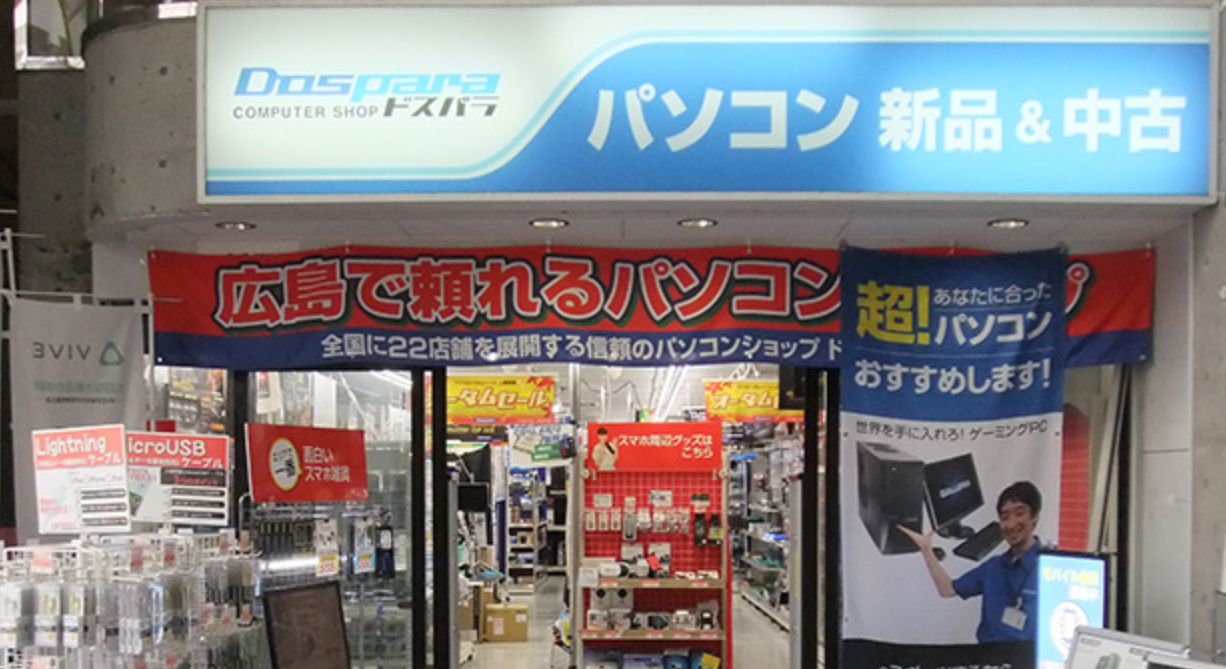 Dospara
COMPUTER SHOP ドスパラ
パソコン 新品&中古
広島で頼れるパソコン
プ
全国に22店舗を展開する信頼のパソコンショップ ド
超!
あなたに合った
パソコン
おすすめします!
世界を手に入れろ! ゲーミングPC
GALLERIA
VIVE
Lightning
ケーブル
icroUSB
ケーブル
面白い
スマホ雑貨
ータムセール
オータム
スマホ周辺グッズは
こちら